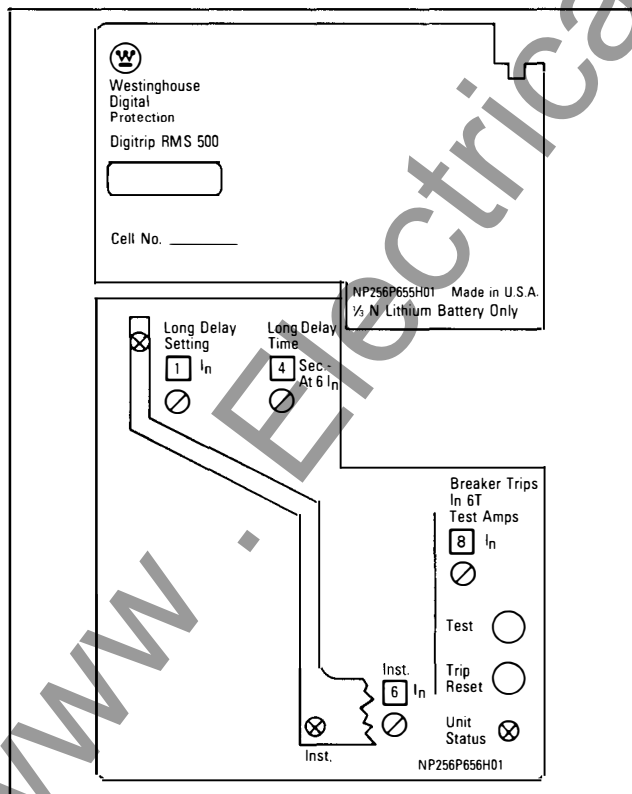 W
Westinghouse
Digital
Protection
Digitrip RMS 500
Cell No.
NP256P655H01 Made in U.S.A.
⅓ N Lithium Battery Only
Long Delay
Setting
1 In
Long Delay
Time
4 Sec.-
At 6 In
Breaker Trips
In 6T
Test Amps
8 In
Test
Trip
Reset
Unit
Status
Inst.
6 In
Inst.
NP256P656H01
www . Electrica